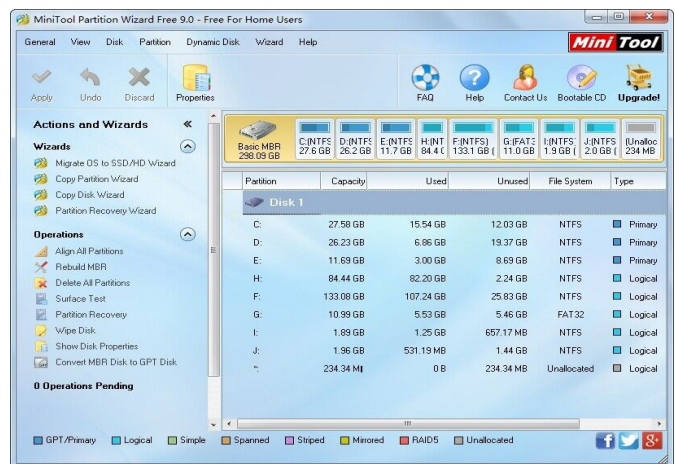 MiniTool Partition Wizard Free 9.0 - Free For Home Users
General View Disk Partition Dynamic Disk Wizard Help
Mini Tool
Apply Undo Discard Properties FAQ Help Contact Us Bootable CD Upgrade!
Actions and Wizards «
Wizards
Migrate OS to SSD/HD Wizard
Copy Partition Wizard
Copy Disk Wizard
Partition Recovery Wizard
Operations
Align All Partitions
Rebuild MBR
Delete All Partitions
Surface Test
Partition Recovery
Wipe Disk
Show Disk Properties
Convert MBR Disk to GPT Disk
0 Operations Pending
Basic MBR
298.09 GB
C:(NTFS D:(NTFS E:(NTFS H:(NT F:(NTFS) G:(FAT3 I:(NTFS J:(NTFS (Unalloc
27.6 GB 26.2 GB 11.7 GB 84.4 ( 133.1 GB ( 11.0 GB 1.9 GB ( 2.0 GB ( 234 MB
Partition Capacity Used Unused File System Type
Disk 1
C: 27.58 GB 15.54 GB 12.03 GB NTFS Primary
D: 26.23 GB 6.86 GB 19.37 GB NTFS Primary
E: 11.69 GB 3.00 GB 8.69 GB NTFS Primary
H: 84.44 GB 82.20 GB 2.24 GB NTFS Logical
F: 133.08 GB 107.24 GB 25.83 GB NTFS Logical
G: 10.99 GB 5.53 GB 5.46 GB FAT32 Logical
I: 1.89 GB 1.25 GB 657.17 MB NTFS Logical
J: 1.96 GB 531.19 MB 1.44 GB NTFS Logical
*: 234.34 M 0 B 234.34 MB Unallocated Logical
GPT/Primary Logical Simple Spanned Striped Mirrored RAID5 Unallocated
f 8+